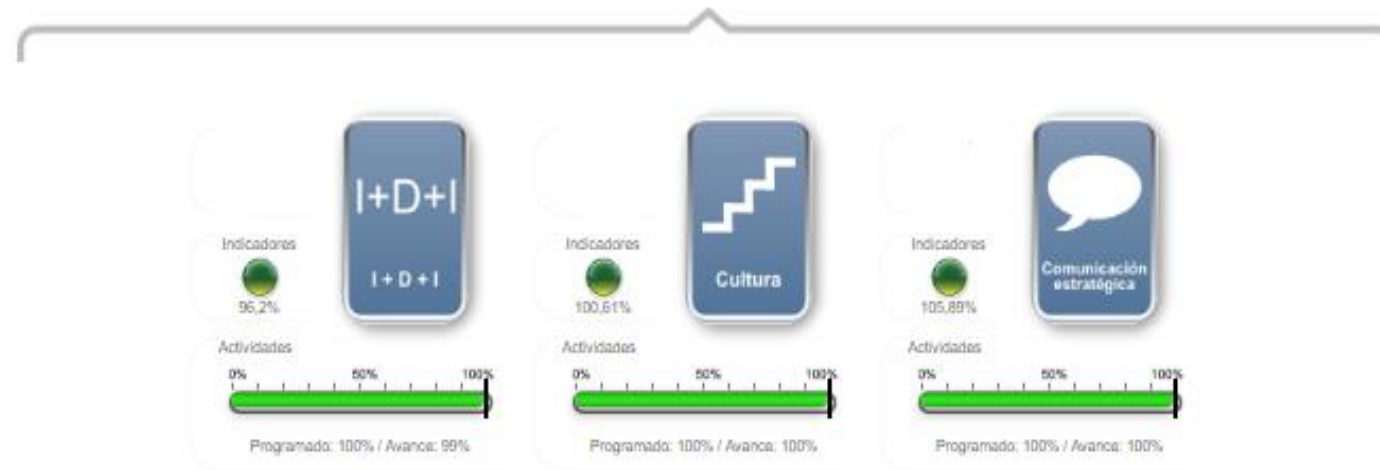 I+D+I
Indicadores
I + D + I
96,2%
Actividades
0% 50% 100%
Programado: 100% / Avance: 99%
Indicadores
Cultura
100,61%
Actividades
0% 50% 100%
Programado: 100% / Avance: 100%
Indicadores
Comunicación
estratégica
105,89%
Actividades
0% 50% 100%
Programado: 100% / Avance: 100%